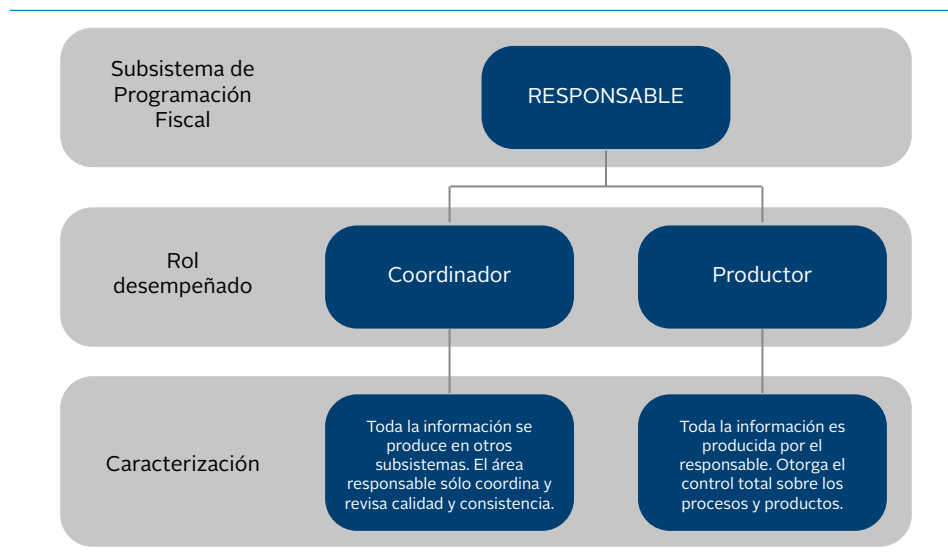 Subsistema de
Programación
Fiscal
RESPONSABLE
Rol
desempeñado
Coordinador
Productor
Caracterización
Toda la información se
produce en otros
subsistemas. El área
responsable sólo coordina y
revisa calidad y consistencia.
Toda la información es
producida por el
responsable. Otorga el
control total sobre los
procesos y productos.